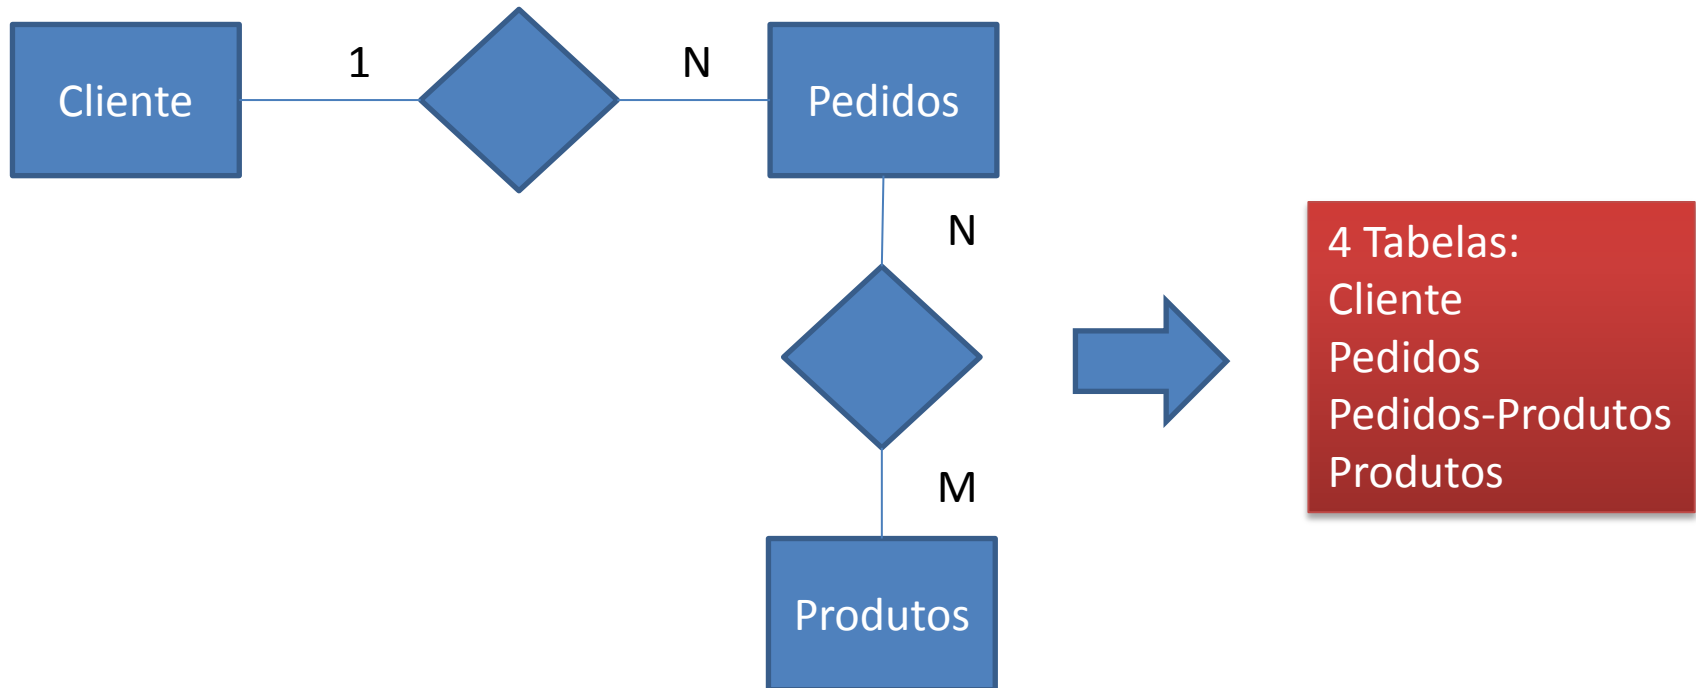 Cliente
1
N
Pedidos
N
M
Produtos
4 Tabelas:
Cliente
Pedidos
Pedidos-Produtos
Produtos